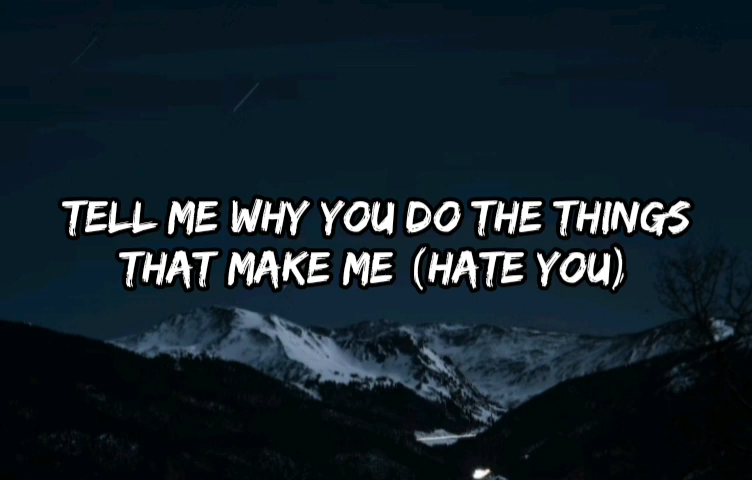 TELL ME WHY YOU DO THE THINGS
THAT MAKE ME (HATE YOU)